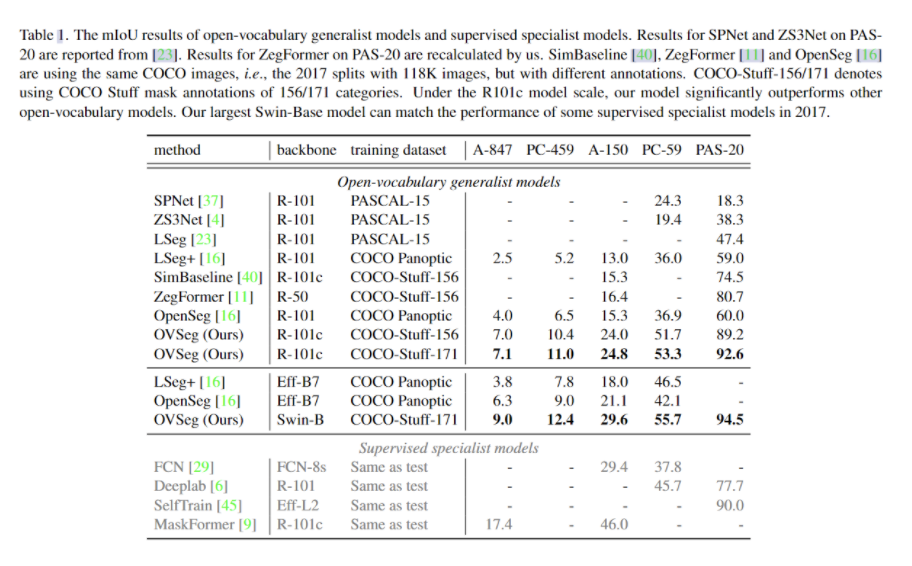 Table 1. The mIoU results of open-vocabulary generalist models and supervised specialist models. Results for SPNet and ZS3Net on PAS-
20 are reported from [23]. Results for ZegFormer on PAS-20 are recalculated by us. SimBaseline [40], ZegFormer [11] and OpenSeg [16]
are using the same COCO images, i.e., the 2017 splits with 118K images, but with different annotations. COCO-Stuff-156/171 denotes
using COCO Stuff mask annotations of 156/171 categories. Under the R101c model scale, our model significantly outperforms other
open-vocabulary models. Our largest Swin-Base model can match the performance of some supervised specialist models in 2017.
method backbone training dataset A-847 PC-459 A-150 PC-59 PAS-20
Open-vocabulary generalist models
SPNet [37] R-101 PASCAL-15 - - - 24.3 18.3
ZS3Net [4] R-101 PASCAL-15 - - - 19.4 38.3
LSeg [23] R-101 PASCAL-15 - - - - 47.4
LSeg+ [16] R-101 COCO Panoptic 2.5 5.2 13.0 36.0 59.0
SimBaseline [40] R-101c COCO-Stuff-156 - - 15.3 - 74.5
ZegFormer [11] R-50 COCO-Stuff-156 - - 16.4 - 80.7
OpenSeg [16] R-101 COCO Panoptic 4.0 6.5 15.3 36.9 60.0
OVSeg (Ours) R-101c COCO-Stuff-156 7.0 10.4 24.0 51.7 89.2
OVSeg (Ours) R-101c COCO-Stuff-171 7.1 11.0 24.8 53.3 92.6
LSeg+ [16] Eff-B7 COCO Panoptic 3.8 7.8 18.0 46.5 -
OpenSeg [16] Eff-B7 COCO Panoptic 6.3 9.0 21.1 42.1 -
OVSeg (Ours) Swin-B COCO-Stuff-171 9.0 12.4 29.6 55.7 94.5
Supervised specialist models
FCN [29] FCN-8s Same as test - - 29.4 37.8 -
Deeplab [6] R-101 Same as test - - - 45.7 77.7
SelfTrain [45] Eff-L2 Same as test - - - - 90.0
MaskFormer [9] R-101c Same as test 17.4 - 46.0 - -